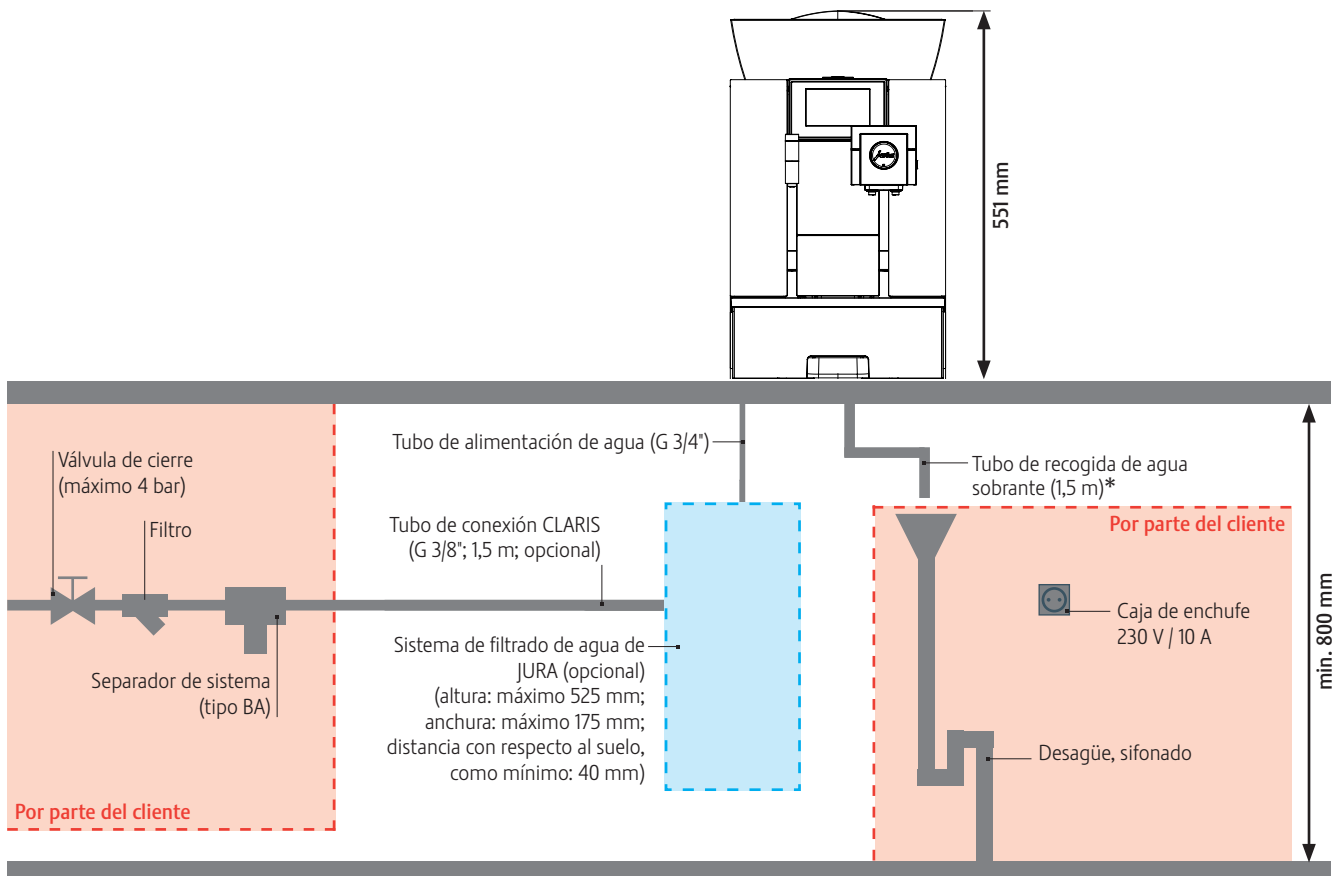 jura
551 mm
Válvula de cierre
(máximo 4 bar)
Filtro
Separador de sistema
(tipo BA)
Por parte del cliente
Tubo de alimentación de agua (G 3/4")
Tubo de conexión CLARIS
(G 3/8"; 1,5 m; opcional)
Sistema de filtrado de agua de
JURA (opcional)
(altura: máximo 525 mm;
anchura: máximo 175 mm;
distancia con respecto al suelo,
como mínimo: 40 mm)
Tubo de recogida de agua
sobrante (1,5 m)*
Por parte del cliente
Caja de enchufe
230 V / 10 A
Desagüe, sifonado
min. 800 mm